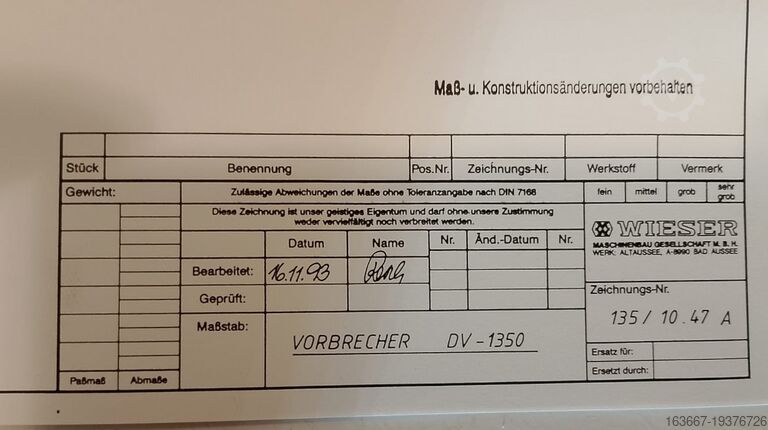 Maß- u. Konstruktionsänderungen vorbehalten
Stück Benennung Pos.Nr. Zeichnungs-Nr. Werkstoff Vermerk
Gewicht: Zulässige Abweichungen der Maße ohne Toleranzangabe nach DIN 7168 fein mittel grob sehr grob
Diese Zeichnung ist unser geistiges Eigentum und darf ohne unsere Zustimmung
weder vervielfältigt noch verbreitet werden.
WIESER
MASCHINENBAU GESELLSCHAFT M. B. H.
WERK: ALTAUSSEE, A-8990 BAD AUSSEE
Datum Name Nr. Änd.-Datum Nr.
Bearbeitet: 16.11.93
Geprüft:
Zeichnungs-Nr.
135/10.47 A
Maßstab:
VORBRECHER DV-1350
Ersatz für:
Ersetzt durch:
Paßmaß Abmaße
163667-19376726